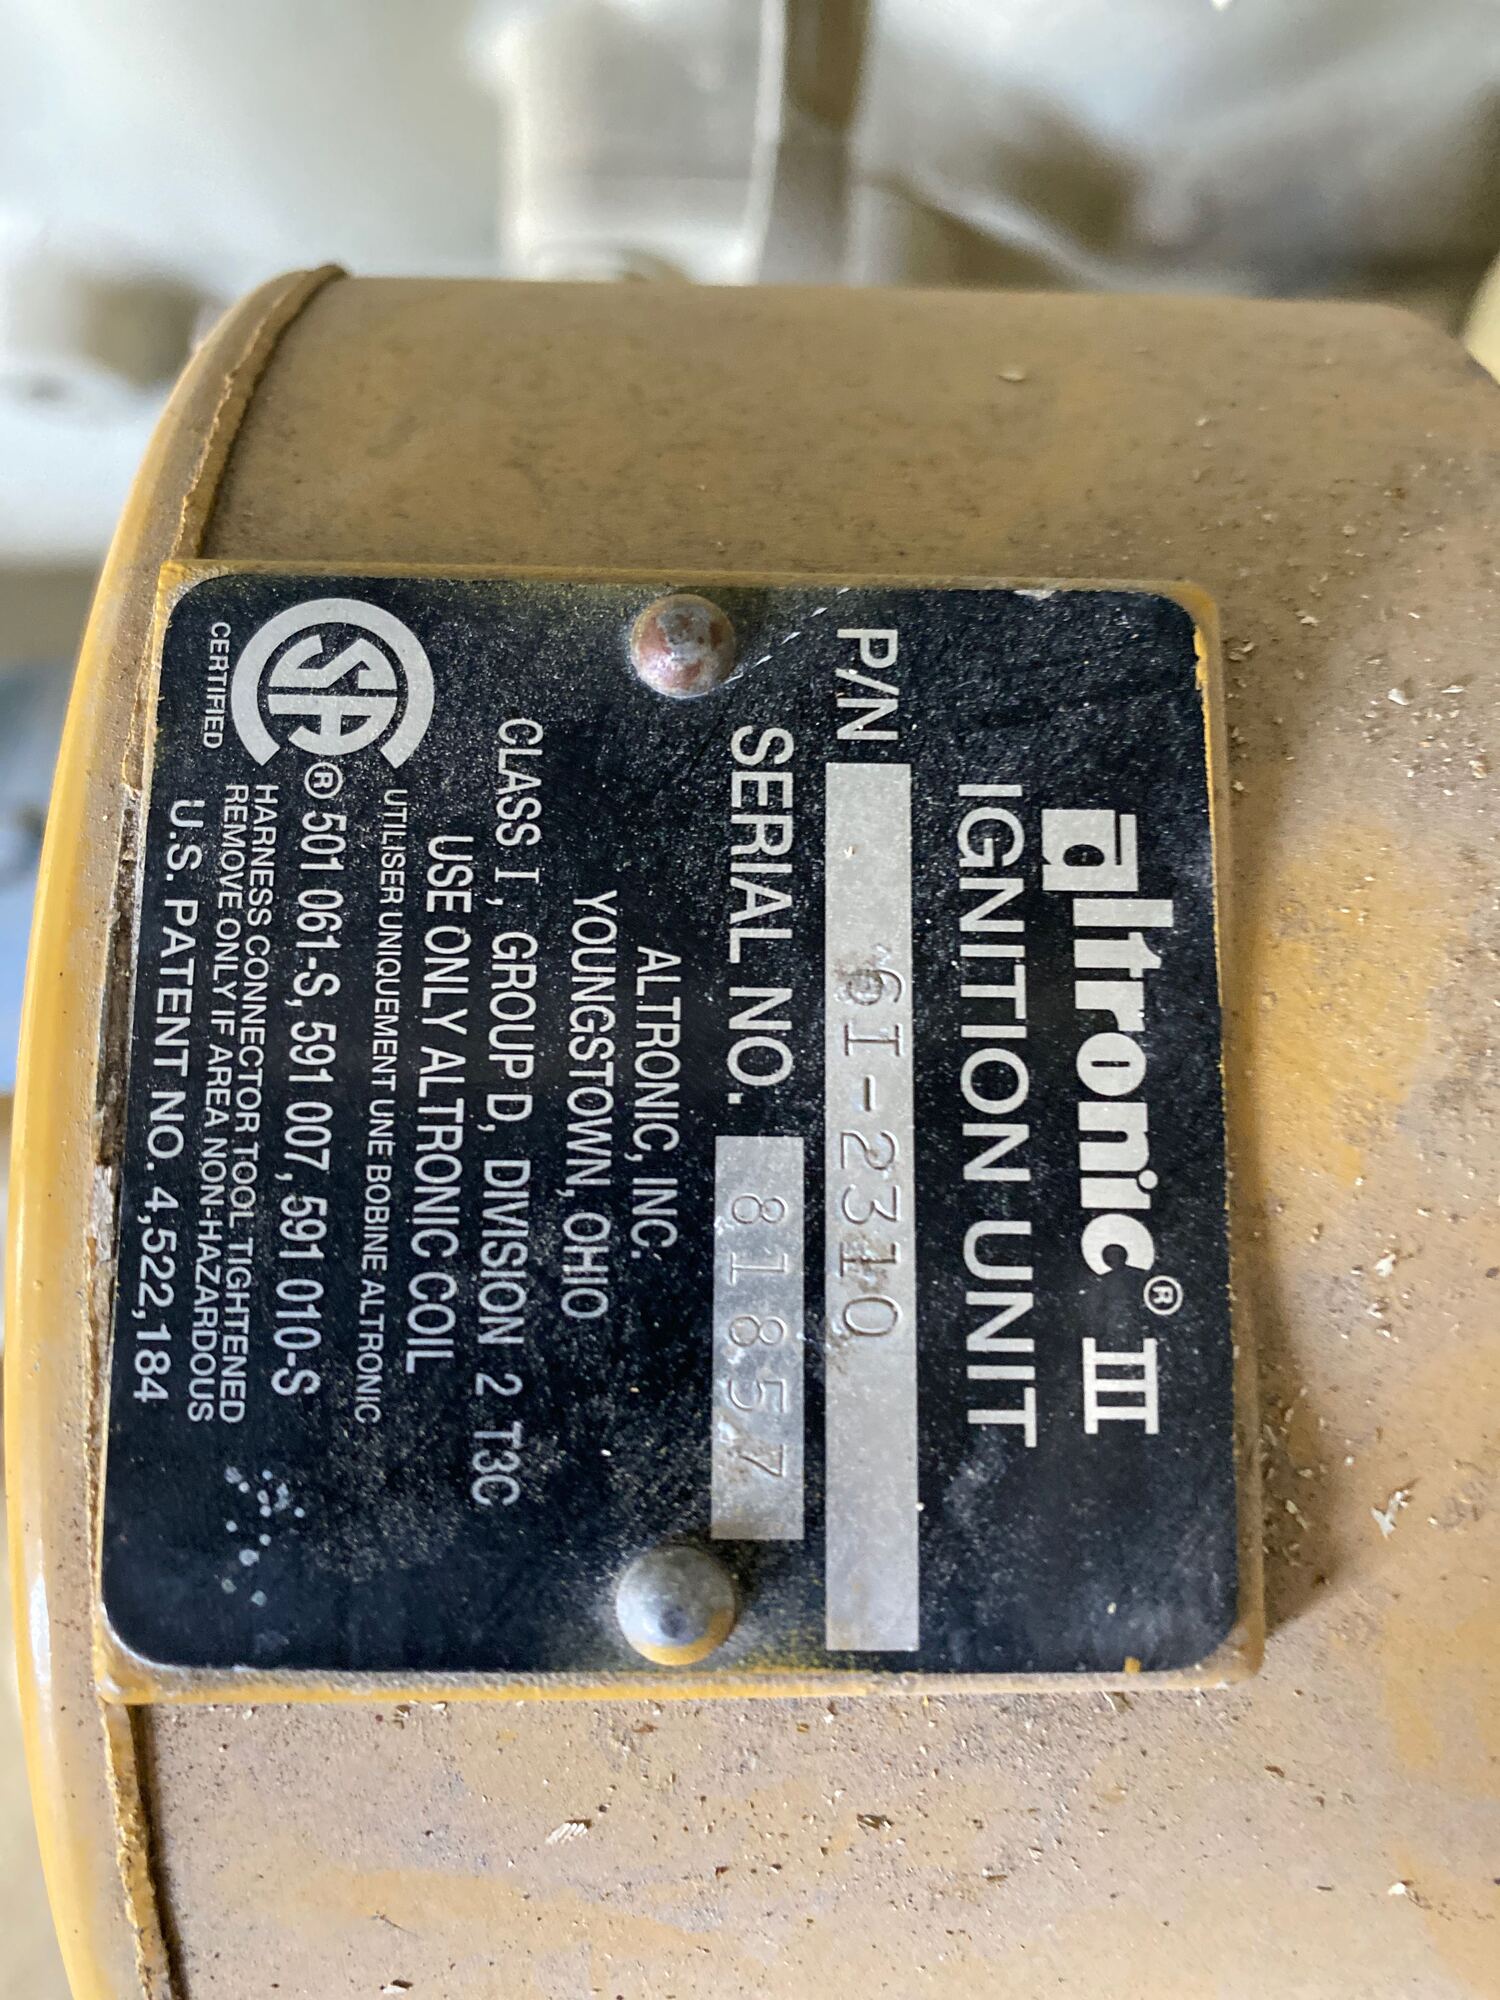 altronic® III
IGNITION UNIT
P/N 6I-2310
SERIAL NO. 81857
ALTRONIC, INC.
YOUNGSTOWN, OHIO
CLASS I, GROUP D, DIVISION 2 T3C
USE ONLY ALTRONIC COIL
UTILISER UNIQUEMENT UNE BOBINE ALTRONIC
SA ® 501 061-S, 591 007, 591 010-S
CERTIFIED
HARNESS CONNECTOR TOOL TIGHTENED
REMOVE ONLY IF AREA NON-HAZARDOUS
U.S. PATENT NO. 4,522,184